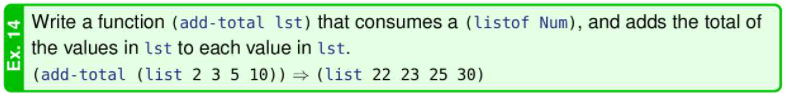 Ex. 14
Write a function (add-total lst) that consumes a (listof Num), and adds the total of
the values in lst to each value in lst.
(add-total (list 2 3 5 10)) ⇒ (list 22 23 25 30)